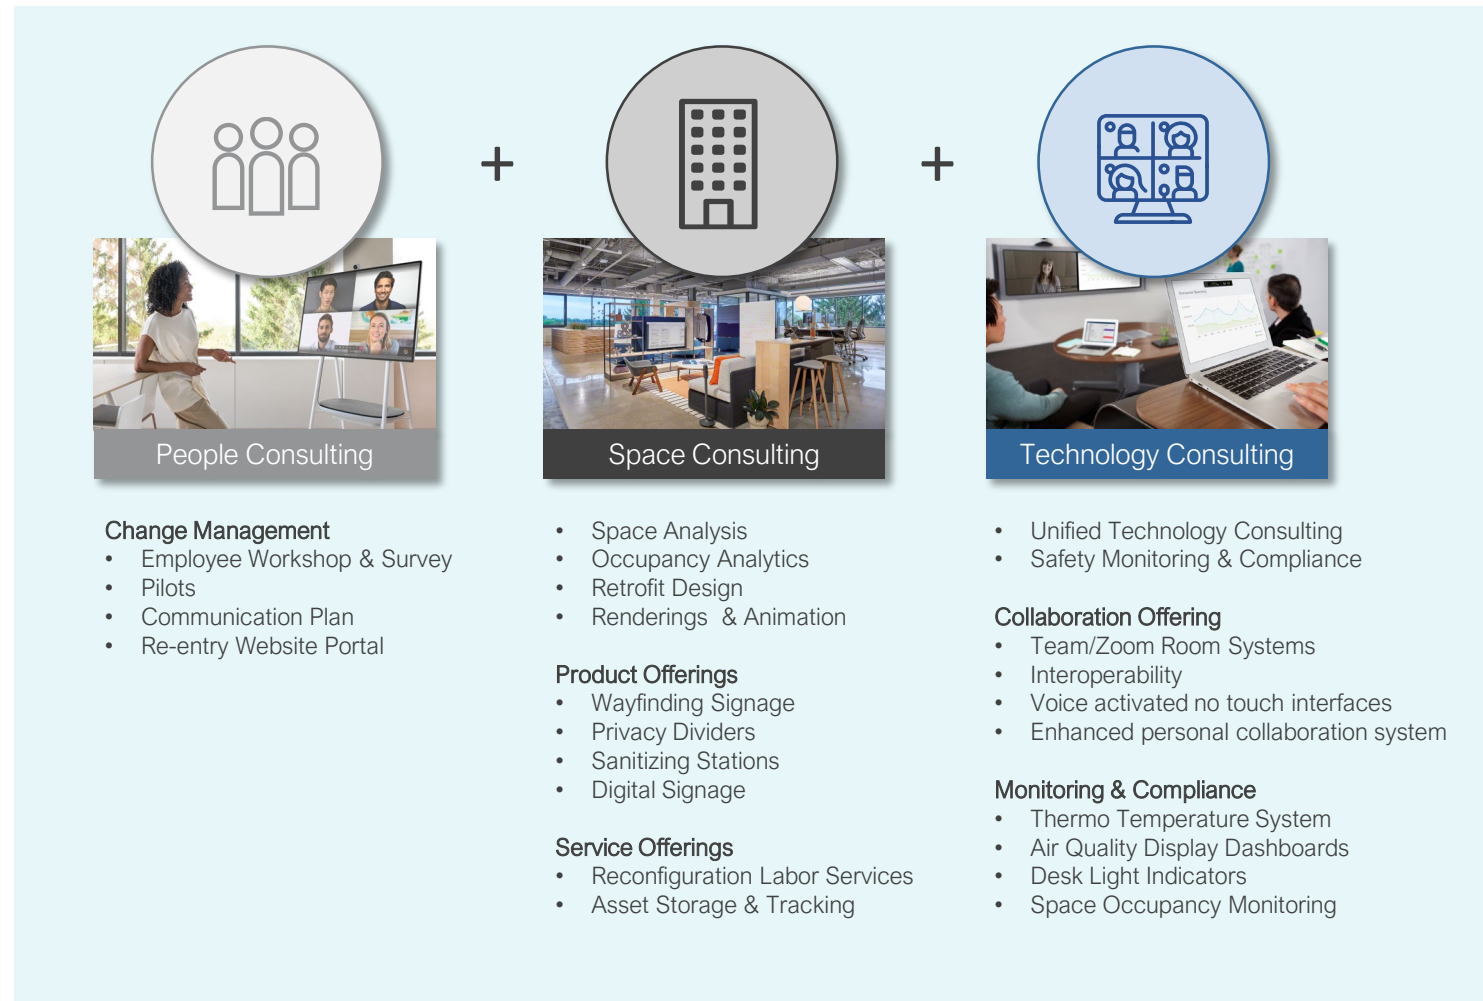 +
+
People Consulting
Space Consulting
Technology Consulting
Change Management
• Employee Workshop & Survey
• Pilots
• Communication Plan
• Re-entry Website Portal
• Space Analysis
• Occupancy Analytics
• Retrofit Design
• Renderings & Animation
Product Offerings
• Wayfinding Signage
• Privacy Dividers
• Sanitizing Stations
• Digital Signage
Service Offerings
• Reconfiguration Labor Services
• Asset Storage & Tracking
• Unified Technology Consulting
• Safety Monitoring & Compliance
Collaboration Offering
• Team/Zoom Room Systems
• Interoperability
• Voice activated no touch interfaces
• Enhanced personal collaboration system
Monitoring & Compliance
• Thermo Temperature System
• Air Quality Display Dashboards
• Desk Light Indicators
• Space Occupancy Monitoring